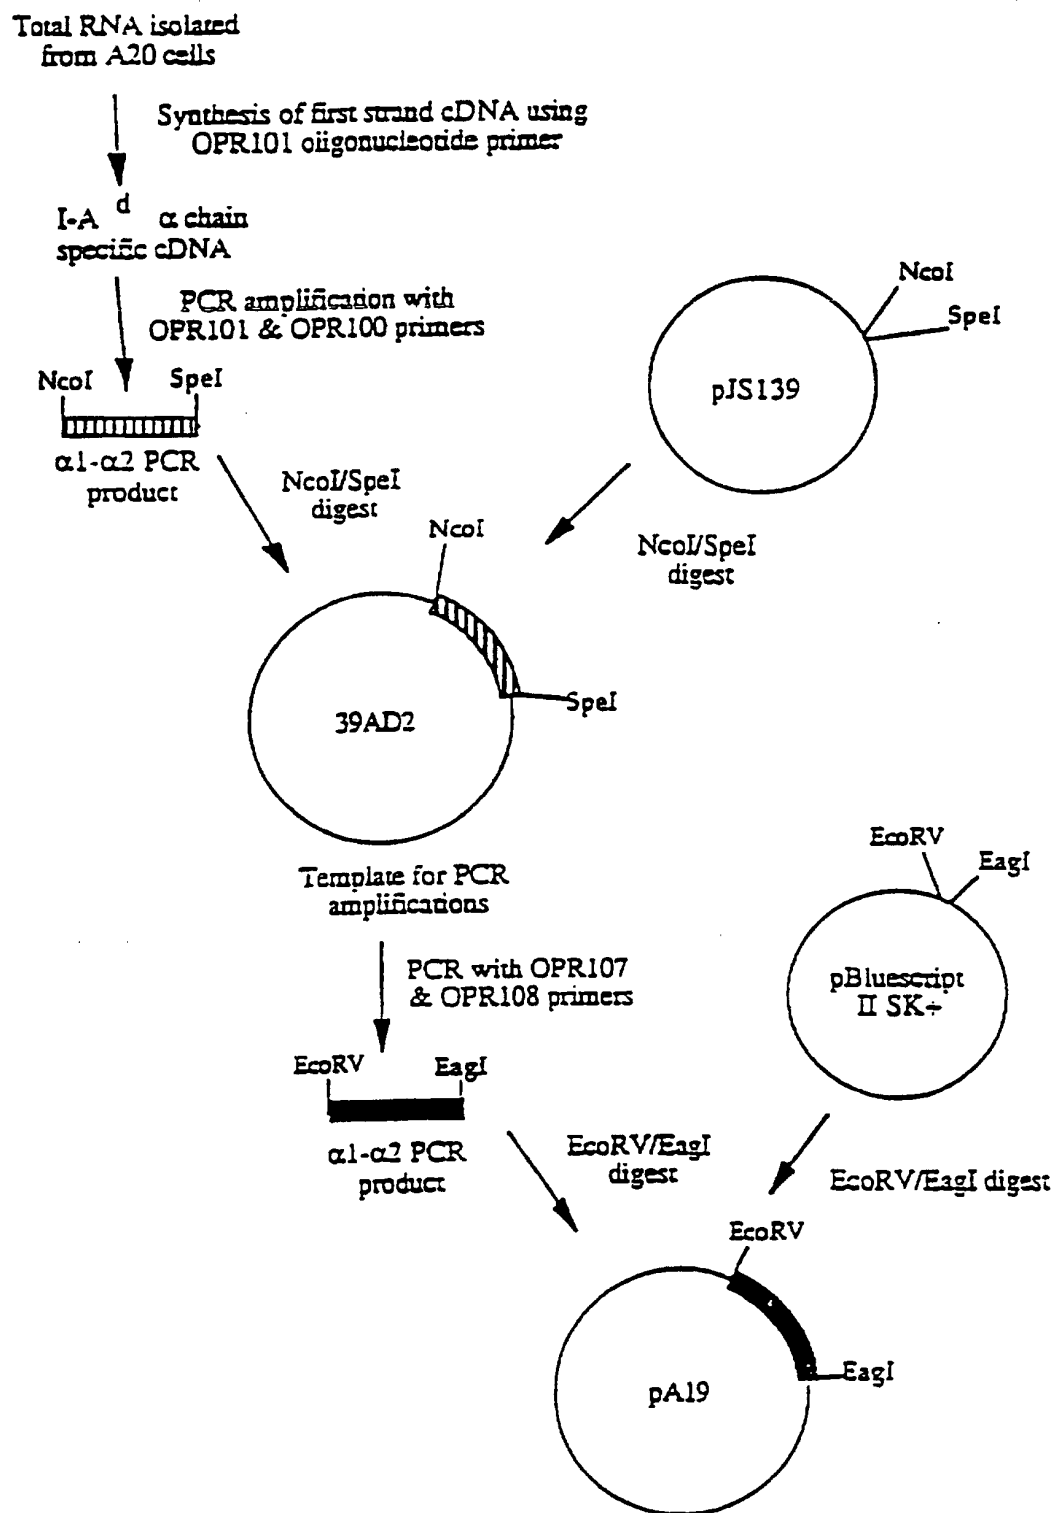 Total RNA isolated
from A20 cells
Synthesis of first strand cDNA using
OPR101 oligonucleotide primer
I-A d α chain
specific cDNA
PCR amplification with
OPR101 & OPR100 primers
NcoI SpeI
α1-α2 PCR
product
NcoI/SpeI
digest
NcoI
SpeI
pJS139
NcoI/SpeI
digest
NcoI
SpeI
39AD2
Template for PCR
amplifications
PCR with OPR107
& OPR108 primers
EcoRV EagI
α1-α2 PCR
product
EcoRV/EagI
digest
EcoRV
EagI
pBluescript
II SK+
EcoRV/EagI digest
EcoRV
EagI
pA19